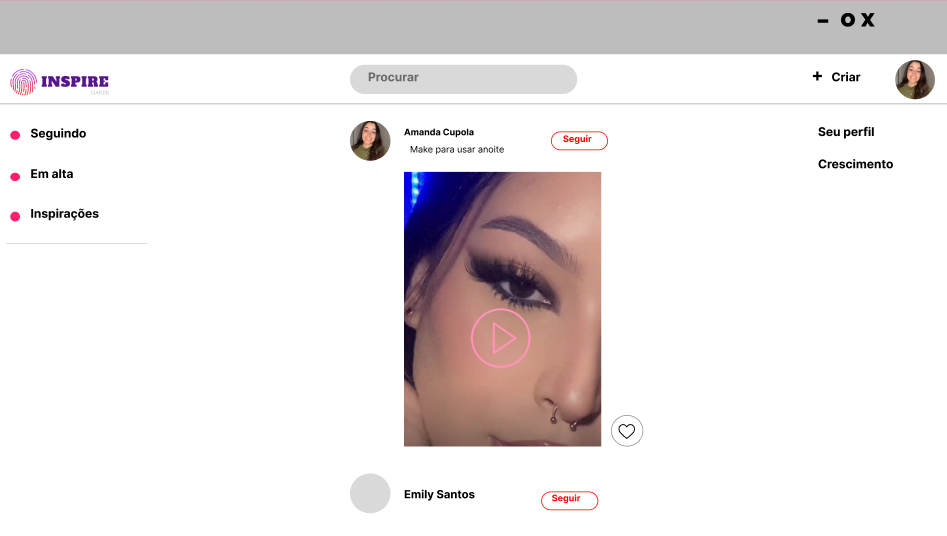 – O X
INSPIRE
MAKER
Procurar
+ Criar
Seguindo
Em alta
Inspirações
Amanda Cupola
Make para usar anoite
Seguir
Seu perfil
Crescimento
Emily Santos
Seguir